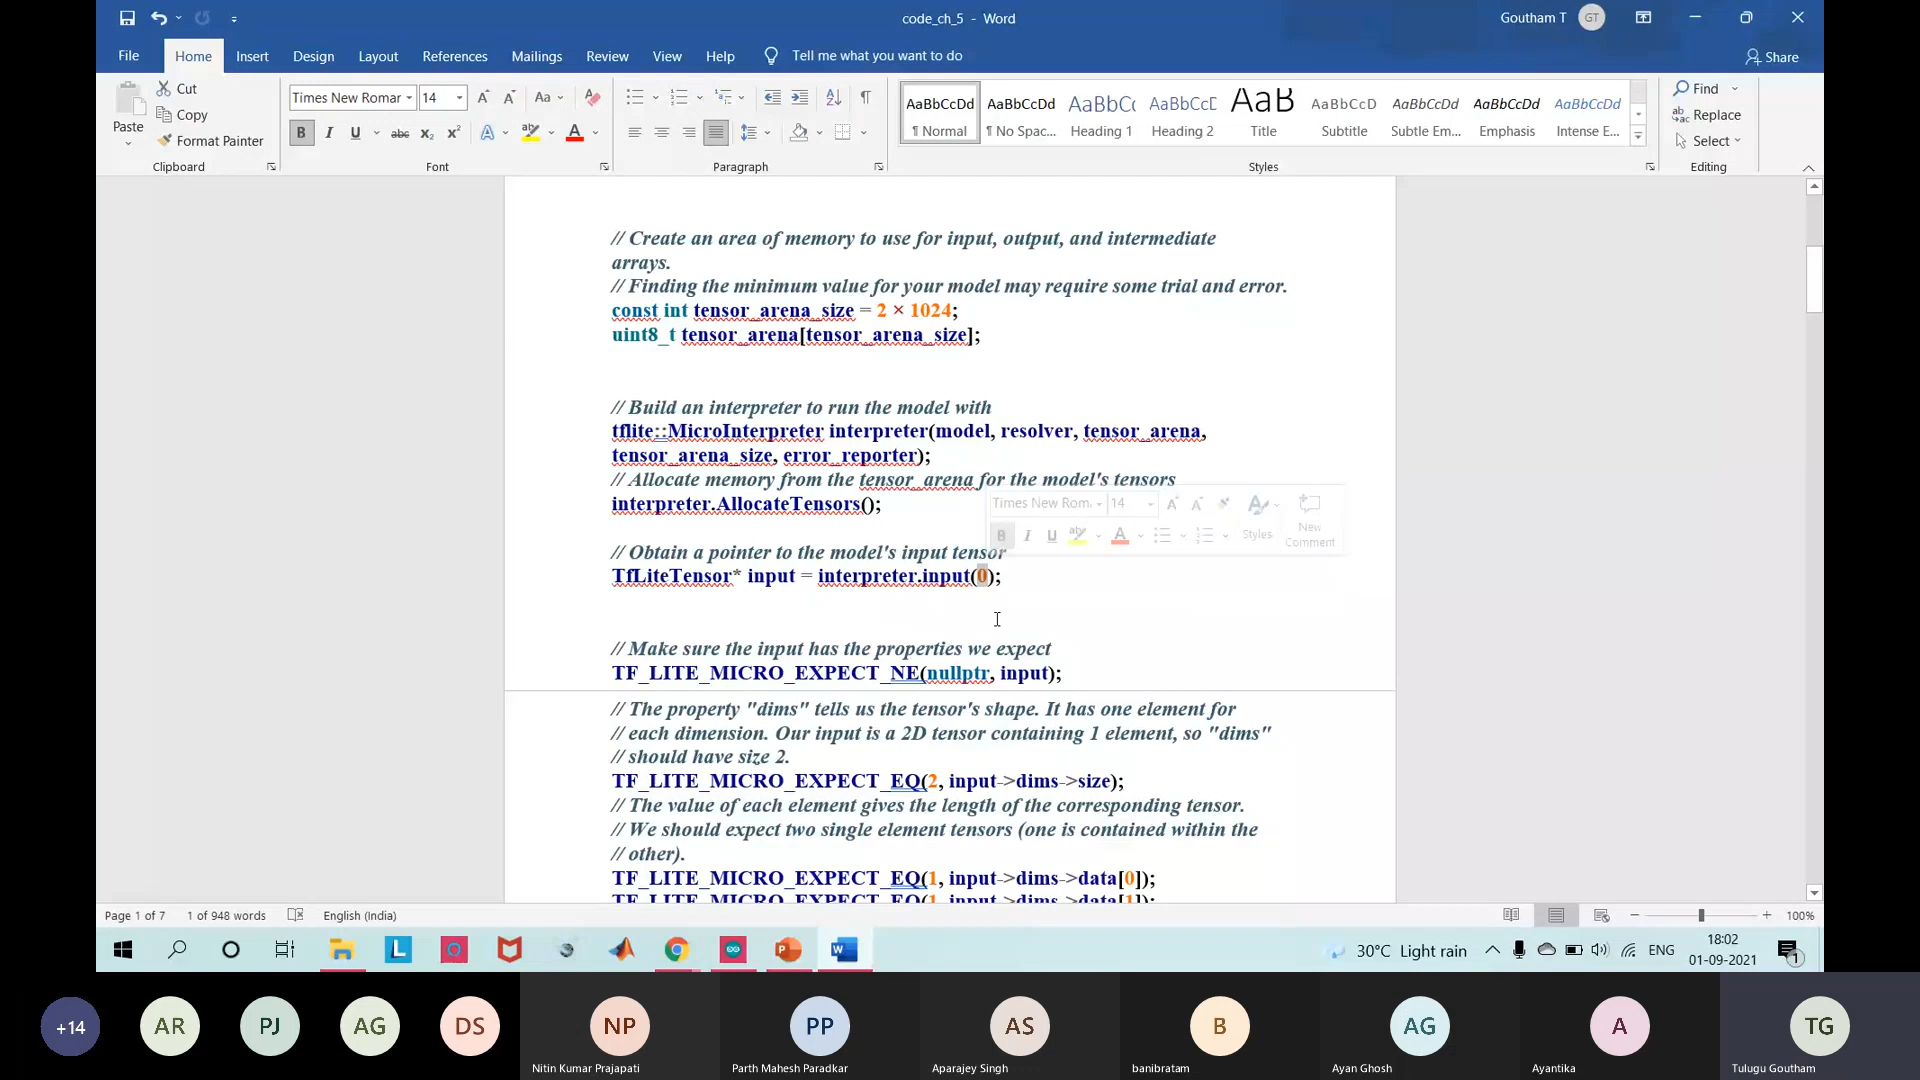 code_ch_5 - Word
Goutham T
GT
File
Home
Insert
Design
Layout
References
Mailings
Review
View
Help
Tell me what you want to do
Share
Paste
Cut
Copy
Format Painter
Clipboard
Times New Roman
14
Font
Paragraph
AaBbCcDd
¶ Normal
AaBbCcDd
¶ No Spac...
AaBbCc
Heading 1
AaBbCcE
Heading 2
AaB
Title
AaBbCcD
Subtitle
AaBbCcDd
Subtle Em...
AaBbCcDd
Emphasis
AaBbCcDd
Intense E...
Styles
Find
Replace
Select
Editing
// Create an area of memory to use for input, output, and intermediate
arrays.
// Finding the minimum value for your model may require some trial and error.
const int tensor_arena_size = 2 × 1024;
uint8_t tensor_arena[tensor_arena_size];
// Build an interpreter to run the model with
tflite::MicroInterpreter interpreter(model, resolver, tensor_arena,
tensor_arena_size, error_reporter);
// Allocate memory from the tensor_arena for the model's tensors
interpreter.AllocateTensors();
Times New Rom.
14
Styles
New
Comment
// Obtain a pointer to the model's input tensor
TfLiteTensor* input = interpreter.input(0);
// Make sure the input has the properties we expect
TF_LITE_MICRO_EXPECT_NE(nullptr, input);
// The property "dims" tells us the tensor's shape. It has one element for
// each dimension. Our input is a 2D tensor containing 1 element, so "dims"
// should have size 2.
TF_LITE_MICRO_EXPECT_EQ(2, input->dims->size);
// The value of each element gives the length of the corresponding tensor.
// We should expect two single element tensors (one is contained within the
// other).
TF_LITE_MICRO_EXPECT_EQ(1, input->dims->data[0]);
TF_LITE_MICRO_EXPECT_EQ(1, input->dims->data[1]);
Page 1 of 7
1 of 948 words
English (India)
100%
30°C Light rain
ENG
18:02
01-09-2021
1
+14
AR
PJ
AG
DS
NP
Nitin Kumar Prajapati
PP
Parth Mahesh Paradkar
AS
Aparajey Singh
B
banibratam
AG
Ayan Ghosh
A
Ayantika
TG
Tulugu Goutham